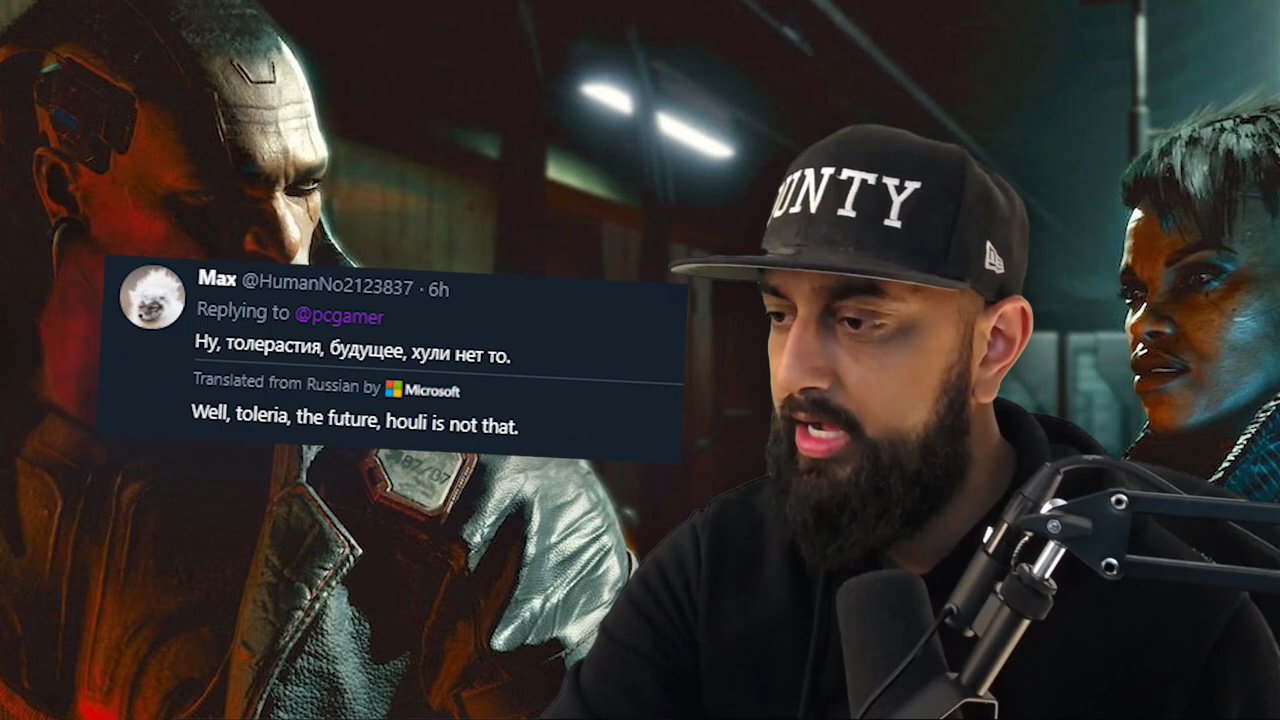 UNTY
Max @HumanNo2123837 · 6h
Replying to @pcgamer
Ну, толерастия, будущее, хули нет то.
Translated from Russian by Microsoft
Well, toleria, the future, houli is not that.